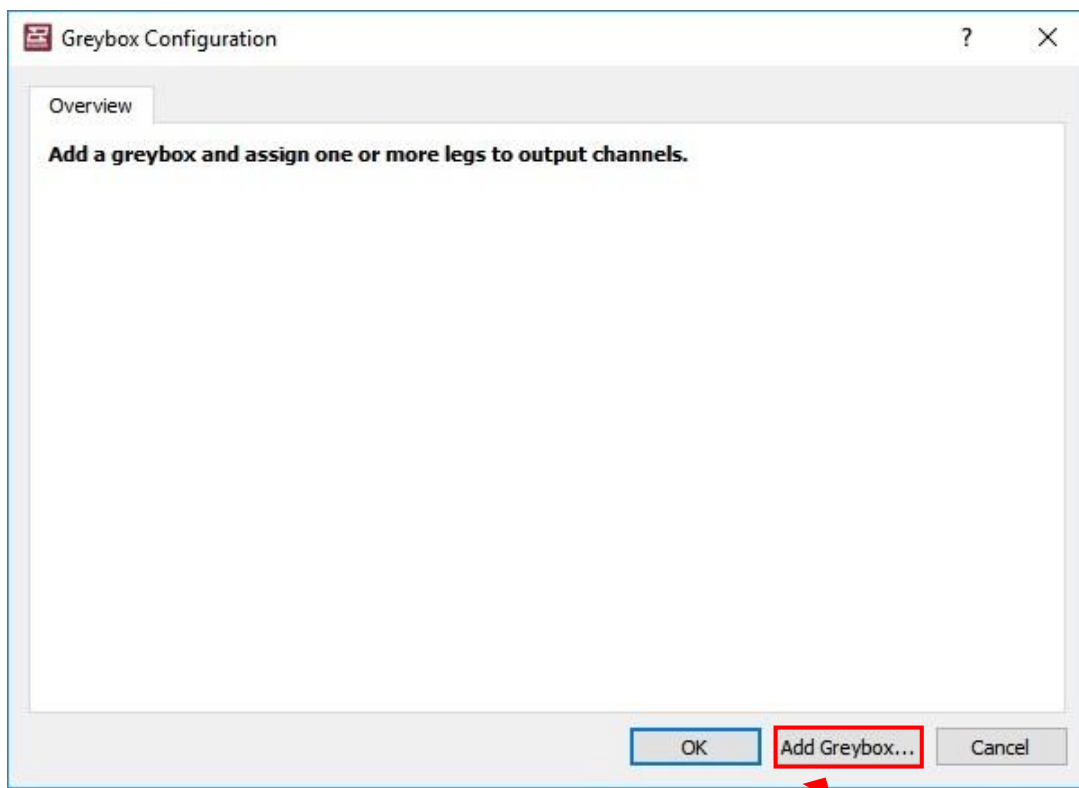 Greybox Configuration
?
Overview
Add a greybox and assign one or more legs to output channels.
OK Add Greybox... Cancel